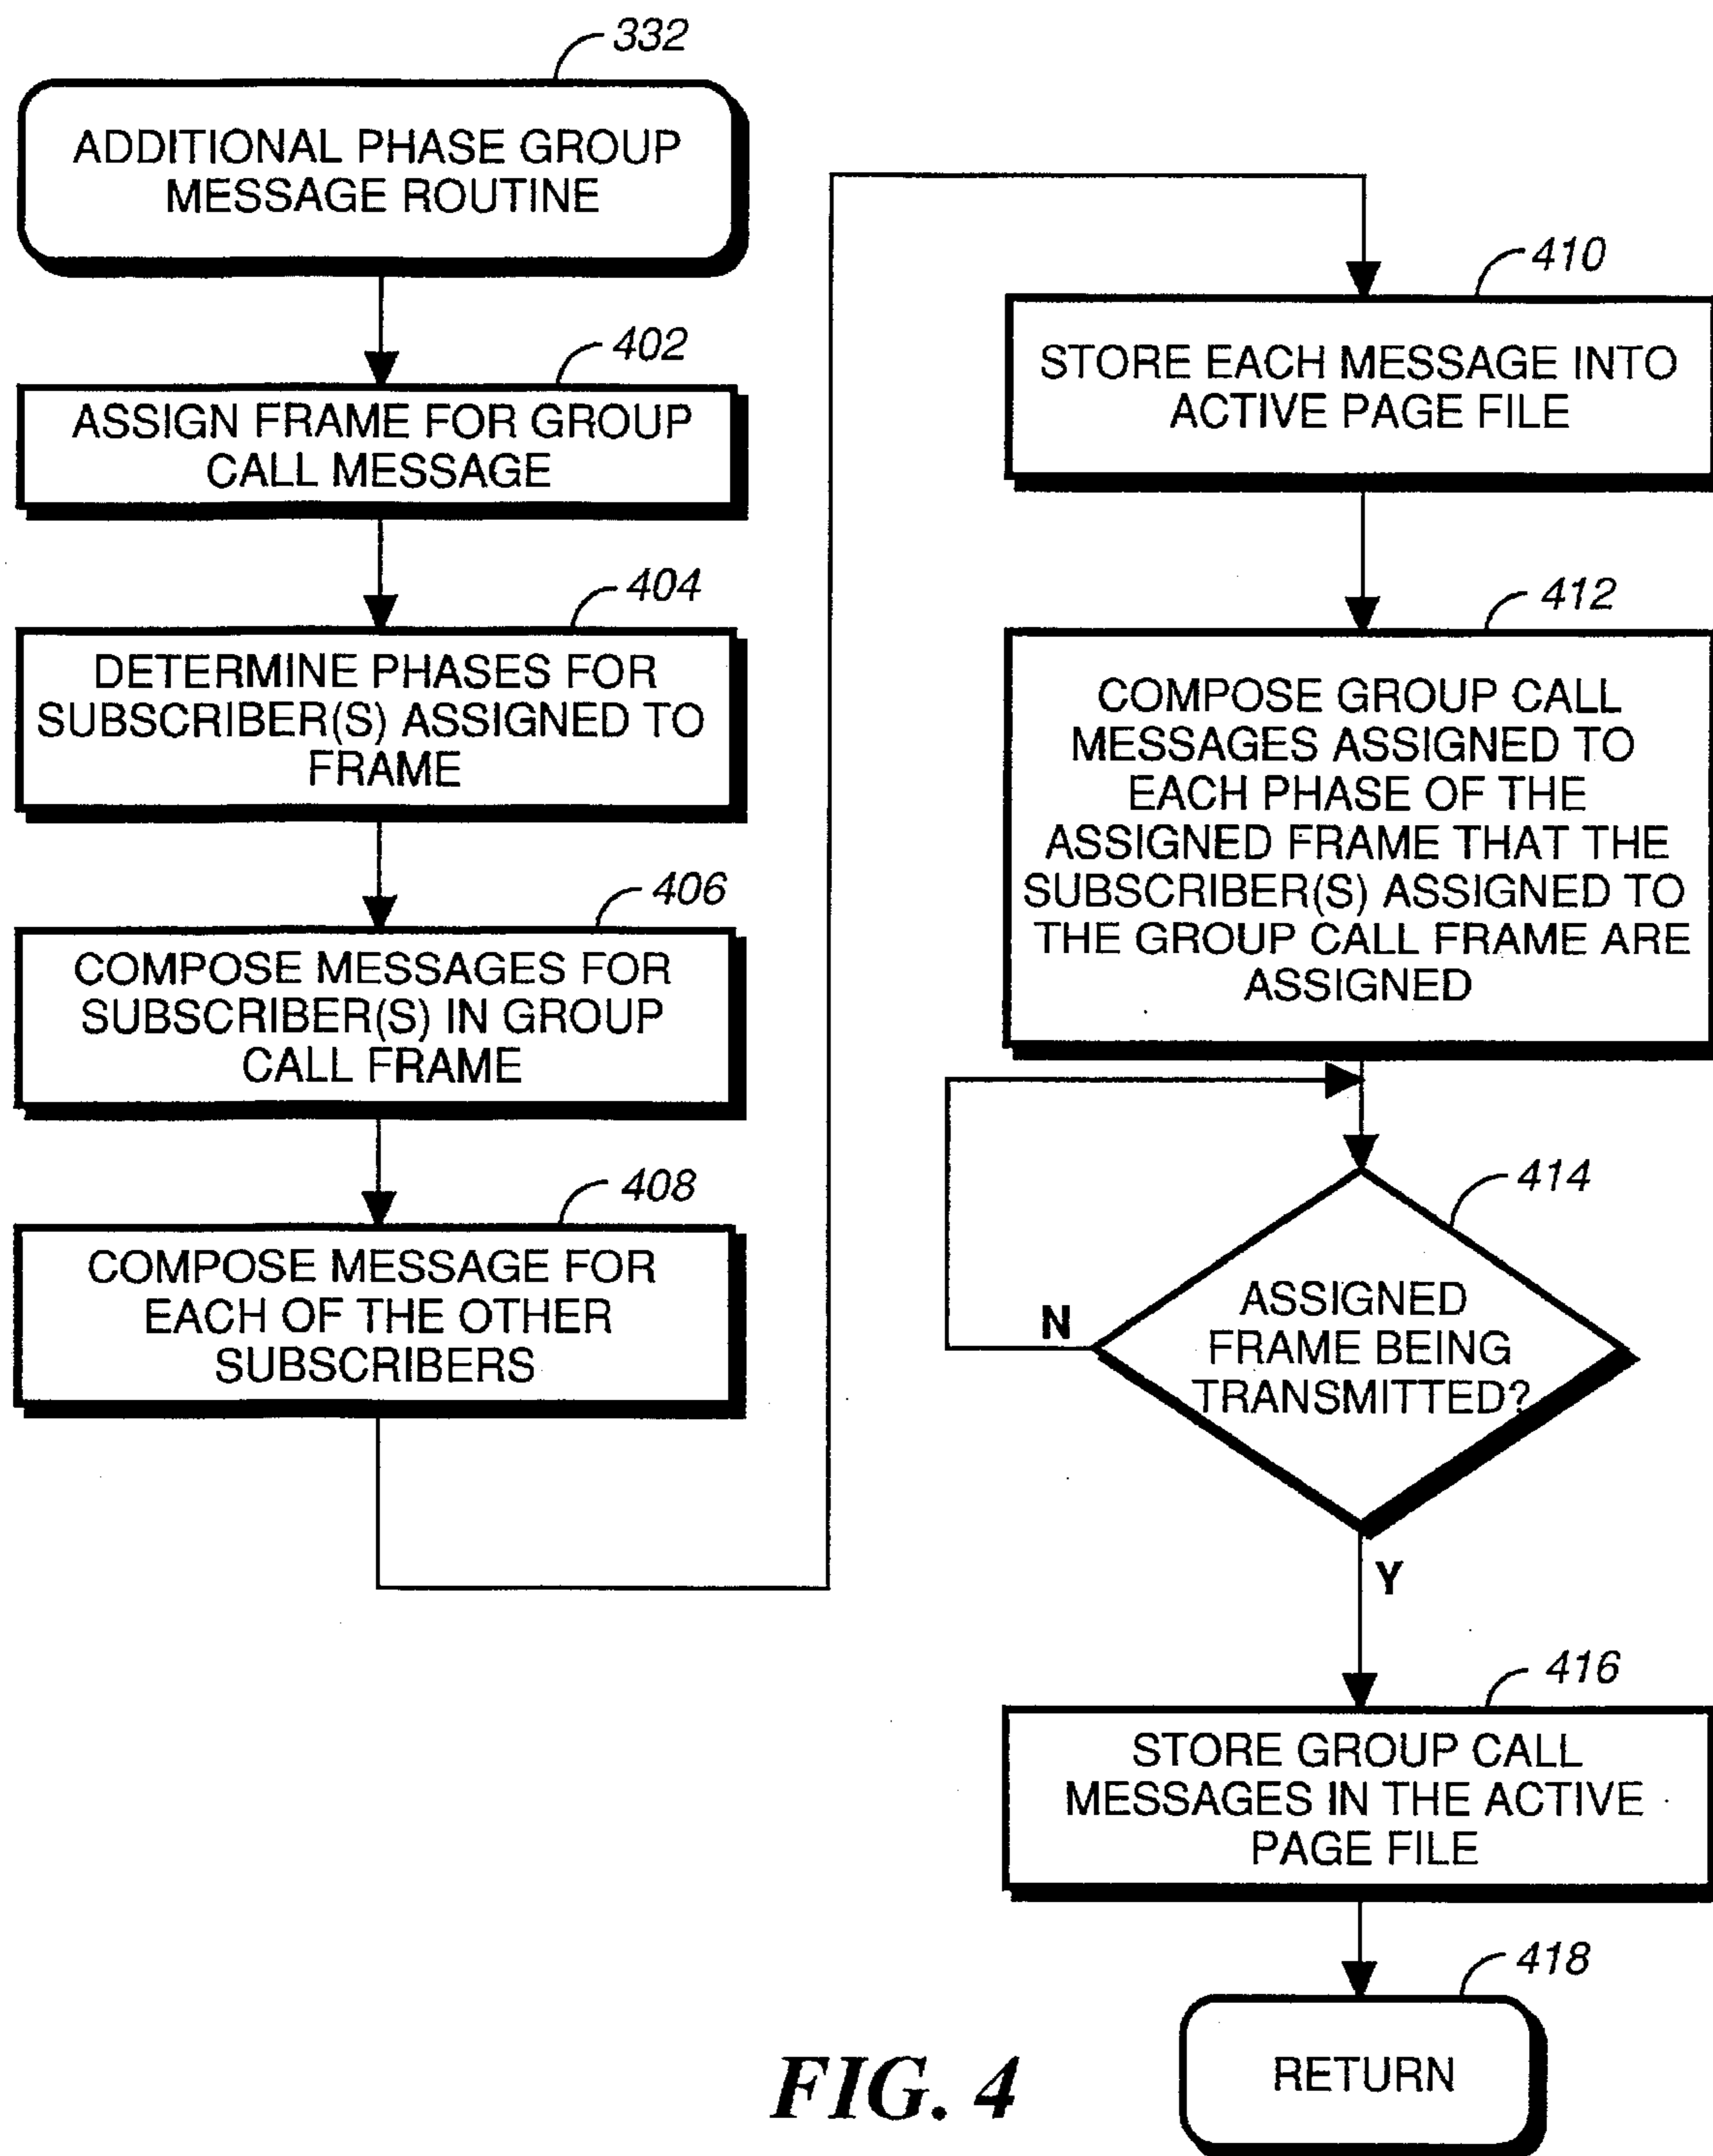 332
ADDITIONAL PHASE GROUP
MESSAGE ROUTINE
402
ASSIGN FRAME FOR GROUP
CALL MESSAGE
404
DETERMINE PHASES FOR
SUBSCRIBER(S) ASSIGNED TO
FRAME
406
COMPOSE MESSAGES FOR
SUBSCRIBER(S) IN GROUP
CALL FRAME
408
COMPOSE MESSAGE FOR
EACH OF THE OTHER
SUBSCRIBERS
410
STORE EACH MESSAGE INTO
ACTIVE PAGE FILE
412
COMPOSE GROUP CALL
MESSAGES ASSIGNED TO
EACH PHASE OF THE
ASSIGNED FRAME THAT THE
SUBSCRIBER(S) ASSIGNED TO
THE GROUP CALL FRAME ARE
ASSIGNED
414
ASSIGNED
FRAME BEING
TRANSMITTED?
N
Y
416
STORE GROUP CALL
MESSAGES IN THE ACTIVE
PAGE FILE
418
RETURN
FIG. 4